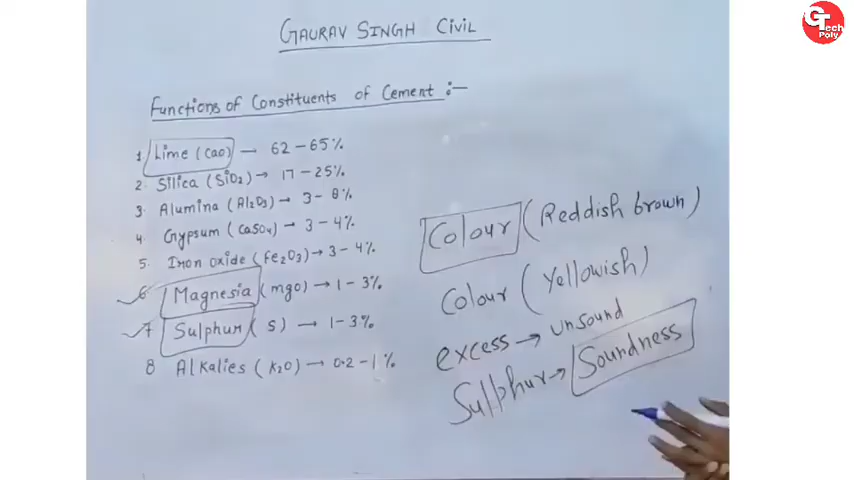 GAURAV SINGH CIVIL
GTech
Poly
Functions of Constituents of Cement :-
1 Lime (Cao) → 62-65%
2. Silica (SiO2) → 17-25%
3. Alumina (Al2O3) → 3-8%
4. Gypsum (CaSO4) → 3-4%
5. Iron oxide (Fe2O3) → 3-4%
6. Magnesia (mgo) → 1-3%
7 Sulphur (S) → 1-3%
8 Alkalies (K2O) → 0.2-1%
Colour (Reddish brown)
Colour (Yellowish)
excess → unsound
Sulphur → Soundness